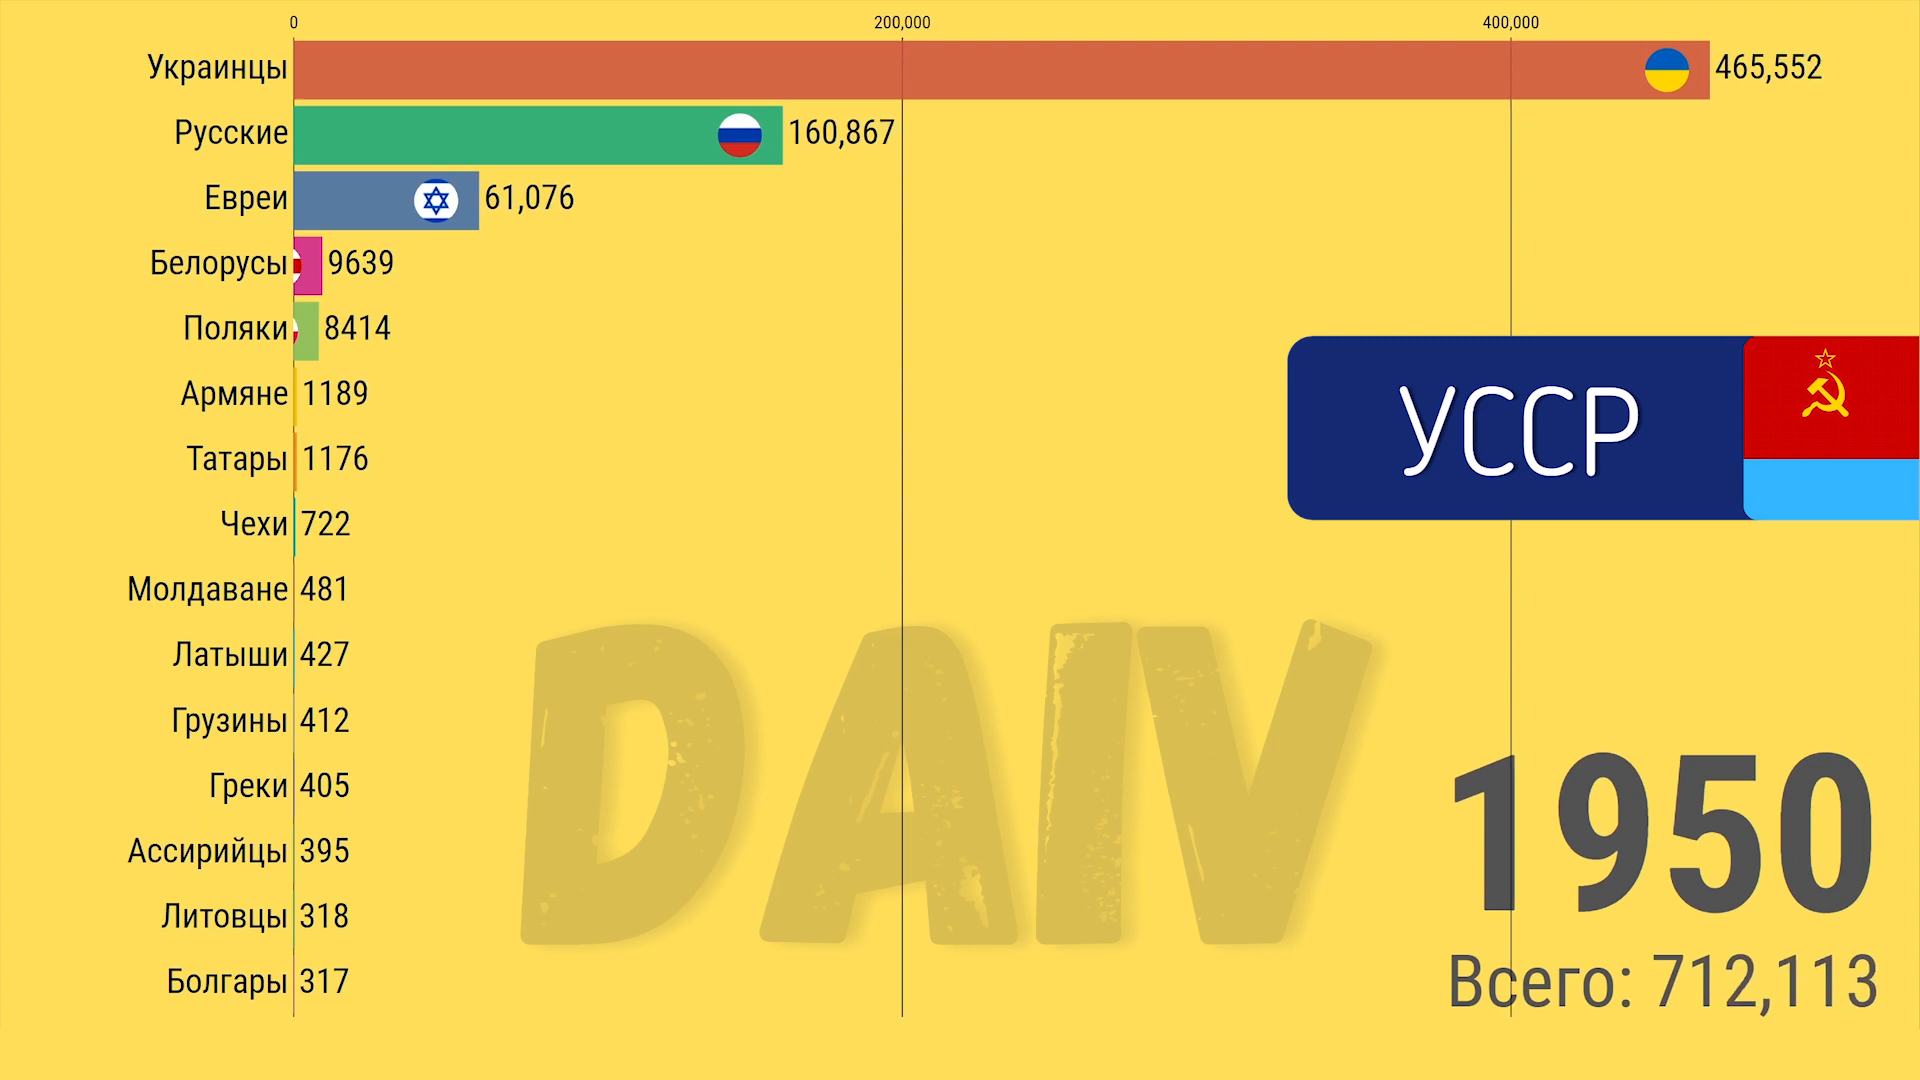 0 200,000 400,000
Украинцы 465,552
Русские 160,867
Евреи 61,076
Белорусы 9639
Поляки 8414
Армяне 1189
Татары 1176
Чехи 722
Молдаване 481
Латыши 427
Грузины 412
Греки 405
Ассирийцы 395
Литовцы 318
Болгары 317
УССР
DAIV
1950
Всего: 712,113